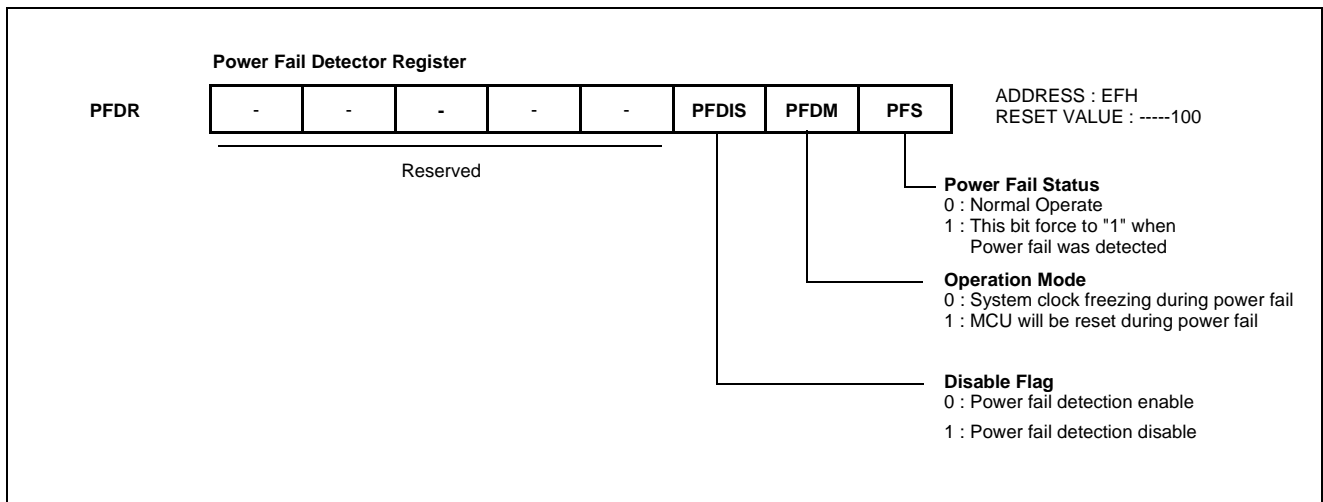 Power Fail Detector Register
PFDR
- - - - - PFDIS PFDM PFS
ADDRESS : EFH
RESET VALUE : -----100
Reserved
Power Fail Status
0 : Normal Operate
1 : This bit force to "1" when
Power fail was detected
Operation Mode
0 : System clock freezing during power fail
1 : MCU will be reset during power fail
Disable Flag
0 : Power fail detection enable
1 : Power fail detection disable